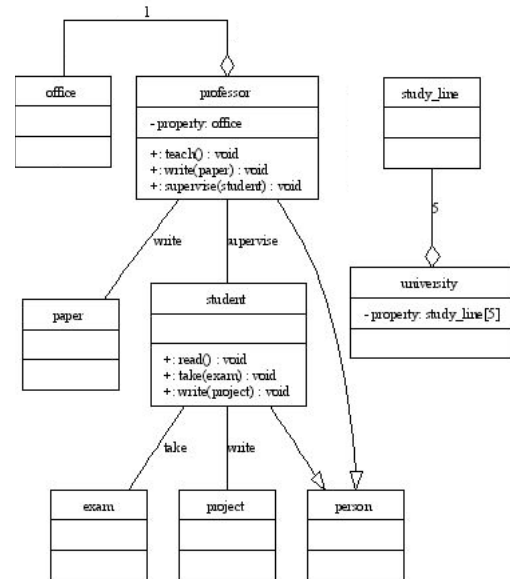 1
office
professor
- property: office
+: teach() : void
+: write(paper) : void
+: supervise(student) : void
study_line
5
university
- property: study_line[5]
write
supervise
paper
student
+: read() : void
+: take(exam) : void
+: write(project) : void
take
write
exam
project
person